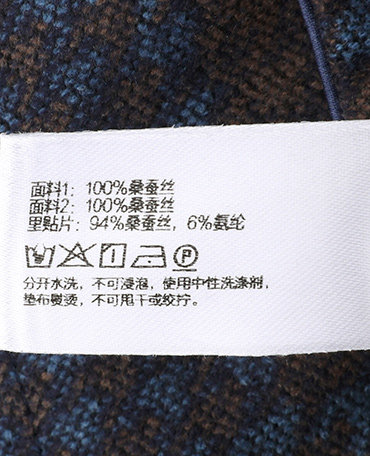 面料1：100%桑蚕丝
面料2：100%桑蚕丝
里贴片：94%桑蚕丝，6%氨纶
分开水洗，不可浸泡，使用中性洗涤剂，
垫布熨烫，不可甩干或绞拧。